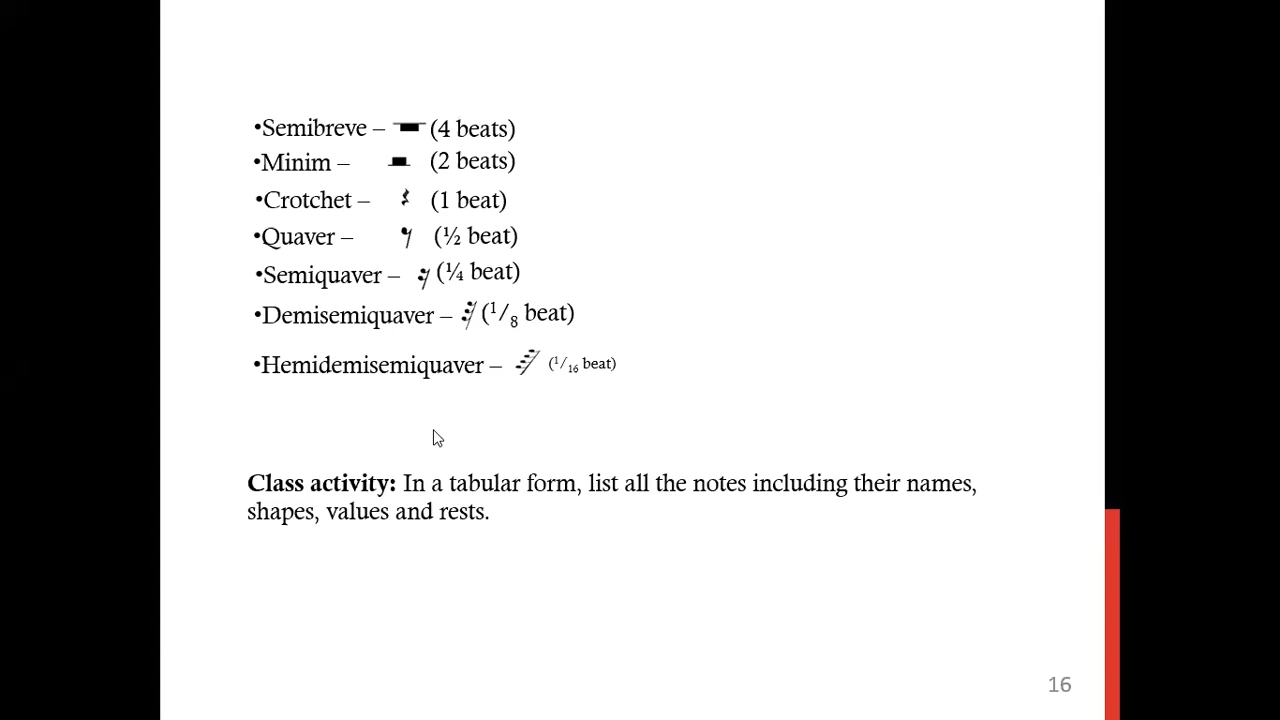 •Semibreve – (4 beats)
•Minim – (2 beats)
•Crotchet – (1 beat)
•Quaver – (½ beat)
•Semiquaver – (¼ beat)
•Demisemiquaver – (1/8 beat)
•Hemidemisemiquaver – (1/16 beat)
Class activity: In a tabular form, list all the notes including their names,
shapes, values and rests.
16